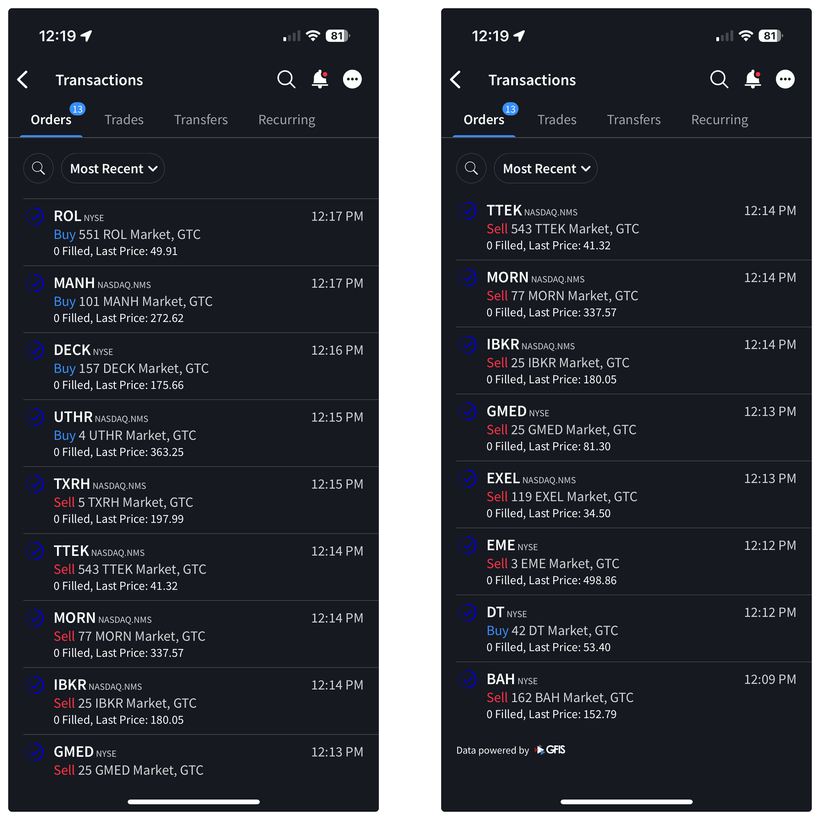 12:19
81
Transactions
13
Orders Trades Transfers Recurring
Most Recent
ROL NYSE 12:17 PM
Buy 551 ROL Market, GTC
0 Filled, Last Price: 49.91
MANH NASDAQ.NMS 12:17 PM
Buy 101 MANH Market, GTC
0 Filled, Last Price: 272.62
DECK NYSE 12:16 PM
Buy 157 DECK Market, GTC
0 Filled, Last Price: 175.66
UTHR NASDAQ.NMS 12:15 PM
Buy 4 UTHR Market, GTC
0 Filled, Last Price: 363.25
TXRH NASDAQ.NMS 12:15 PM
Sell 5 TXRH Market, GTC
0 Filled, Last Price: 197.99
TTEK NASDAQ.NMS 12:14 PM
Sell 543 TTEK Market, GTC
0 Filled, Last Price: 41.32
MORN NASDAQ.NMS 12:14 PM
Sell 77 MORN Market, GTC
0 Filled, Last Price: 337.57
IBKR NASDAQ.NMS 12:14 PM
Sell 25 IBKR Market, GTC
0 Filled, Last Price: 180.05
GMED NYSE 12:13 PM
Sell 25 GMED Market, GTC
12:19
81
Transactions
13
Orders Trades Transfers Recurring
Most Recent
TTEK NASDAQ.NMS 12:14 PM
Sell 543 TTEK Market, GTC
0 Filled, Last Price: 41.32
MORN NASDAQ.NMS 12:14 PM
Sell 77 MORN Market, GTC
0 Filled, Last Price: 337.57
IBKR NASDAQ.NMS 12:14 PM
Sell 25 IBKR Market, GTC
0 Filled, Last Price: 180.05
GMED NYSE 12:13 PM
Sell 25 GMED Market, GTC
0 Filled, Last Price: 81.30
EXEL NASDAQ.NMS 12:13 PM
Sell 119 EXEL Market, GTC
0 Filled, Last Price: 34.50
EME NYSE 12:12 PM
Sell 3 EME Market, GTC
0 Filled, Last Price: 498.86
DT NYSE 12:12 PM
Buy 42 DT Market, GTC
0 Filled, Last Price: 53.40
BAH NYSE 12:09 PM
Sell 162 BAH Market, GTC
0 Filled, Last Price: 152.79
Data powered by GFIS